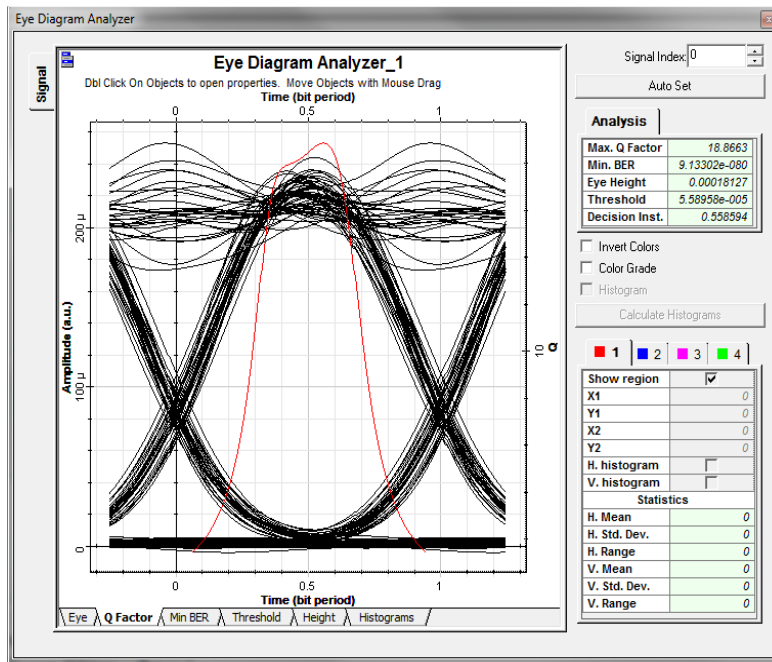 Eye Diagram Analyzer
Signal
Eye Diagram Analyzer_1
Dbl Click On Objects to open properties. Move Objects with Mouse Drag
Time (bit period)
0 0.5 1
Amplitude (a.u.)
200 µ
100 µ
0
10
Q
0 0.5 1
Time (bit period)
Eye Q Factor Min BER Threshold Height Histograms
Signal Index: 0
Auto Set
Analysis
Max. Q Factor 18.8663
Min. BER 9.13302e-080
Eye Height 0.00018127
Threshold 5.58958e-005
Decision Inst. 0.558594
Invert Colors
Color Grade
Histogram
Calculate Histograms
1 2 3 4
Show region
X1 0
Y1 0
X2 0
Y2 0
H. histogram
V. histogram
Statistics
H. Mean 0
H. Std. Dev. 0
H. Range 0
V. Mean 0
V. Std. Dev. 0
V. Range 0